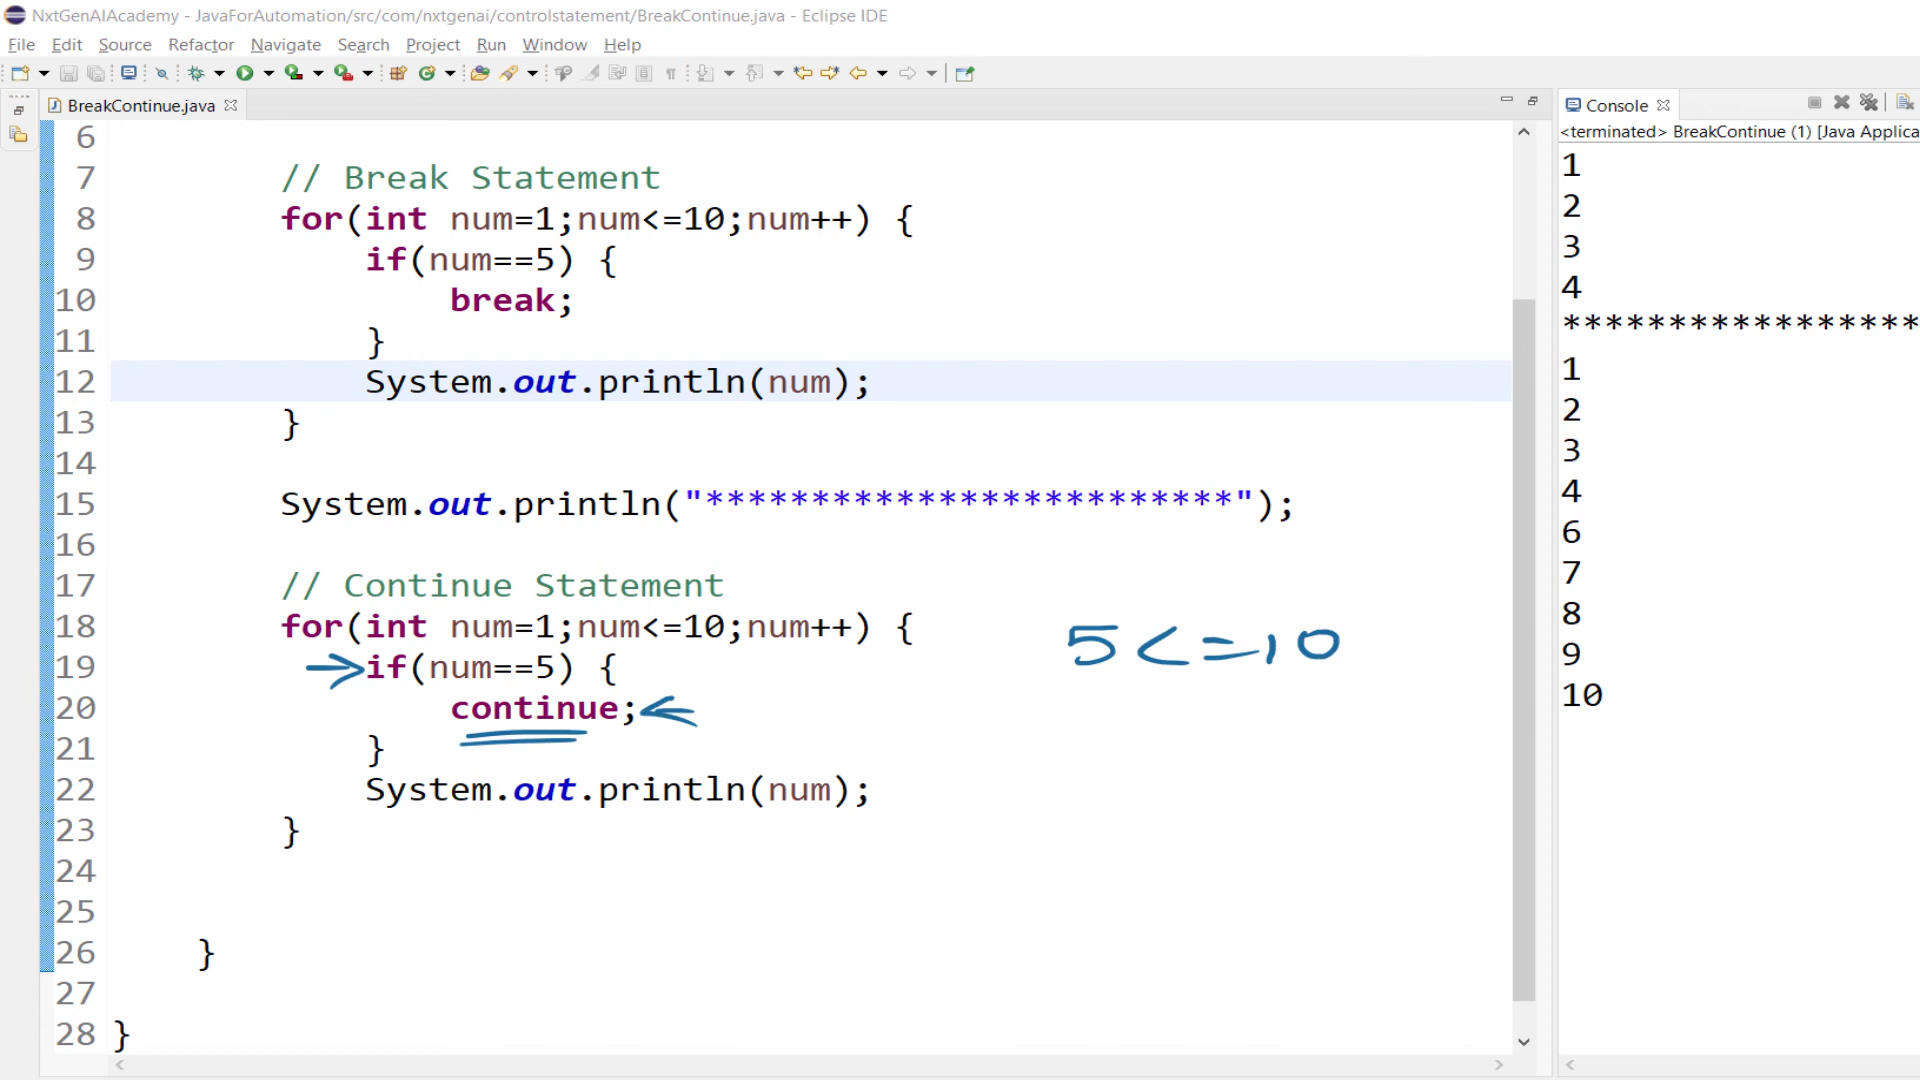 NxtGenAIAcademy - JavaForAutomation/src/com/nxtgenai/controlstatement/BreakContinue.java - Eclipse IDE
File Edit Source Refactor Navigate Search Project Run Window Help
BreakContinue.java
6
7 // Break Statement
8 for(int num=1;num<=10;num++) {
9 if(num==5) {
10 break;
11 }
12 System.out.println(num);
13 }
14
15 System.out.println("*************************");
16
17 // Continue Statement
18 for(int num=1;num<=10;num++) {
5<=10
19 if(num==5) {
20 continue;
21 }
22 System.out.println(num);
23 }
24
25
26 }
27
28 }
Console
<terminated> BreakContinue (1) [Java Applica
1
2
3
4
*****************
1
2
3
4
6
7
8
9
10